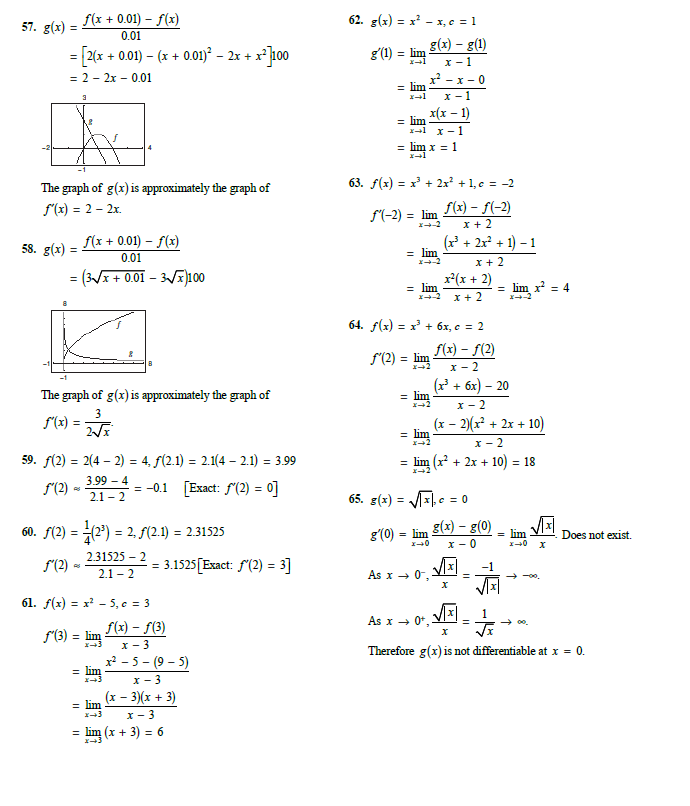 57. g(x) = (f(x + 0.01) − f(x))/0.01
= [2(x + 0.01) − (x + 0.01)² − 2x + x²]100
= 2 − 2x − 0.01
3
g
f
−2
4
−1
The graph of g(x) is approximately the graph of
f′(x) = 2 − 2x.
58. g(x) = (f(x + 0.01) − f(x))/0.01
= (3√(x + 0.01) − 3√x)100
8
f
g
−1
8
−1
The graph of g(x) is approximately the graph of
f′(x) = 3/(2√x).
59. f(2) = 2(4 − 2) = 4, f(2.1) = 2.1(4 − 2.1) = 3.99
f′(2) ≈ (3.99 − 4)/(2.1 − 2) = −0.1 [Exact: f′(2) = 0]
60. f(2) = 1/4(2³) = 2, f(2.1) = 2.31525
f′(2) ≈ (2.31525 − 2)/(2.1 − 2) = 3.1525[Exact: f′(2) = 3]
61. f(x) = x² − 5, c = 3
f′(3) = lim x→3 (f(x) − f(3))/(x − 3)
= lim x→3 (x² − 5 − (9 − 5))/(x − 3)
= lim x→3 ((x − 3)(x + 3))/(x − 3)
= lim x→3 (x + 3) = 6
62. g(x) = x² − x, c = 1
g′(1) = lim x→1 (g(x) − g(1))/(x − 1)
= lim x→1 (x² − x − 0)/(x − 1)
= lim x→1 (x(x − 1))/(x − 1)
= lim x→1 x = 1
63. f(x) = x³ + 2x² + 1, c = −2
f′(−2) = lim x→−2 (f(x) − f(−2))/(x + 2)
= lim x→−2 ((x³ + 2x² + 1) − 1)/(x + 2)
= lim x→−2 (x²(x + 2))/(x + 2) = lim x→−2 x² = 4
64. f(x) = x³ + 6x, c = 2
f′(2) = lim x→2 (f(x) − f(2))/(x − 2)
= lim x→2 ((x³ + 6x) − 20)/(x − 2)
= lim x→2 ((x − 2)(x² + 2x + 10))/(x − 2)
= lim x→2 (x² + 2x + 10) = 18
65. g(x) = √|x|, c = 0
g′(0) = lim x→0 (g(x) − g(0))/(x − 0) = lim x→0 √|x|/x. Does not exist.
As x → 0⁻, √|x|/x = −1/√|x| → −∞.
As x → 0⁺, √|x|/x = 1/√x → ∞.
Therefore g(x) is not differentiable at x = 0.